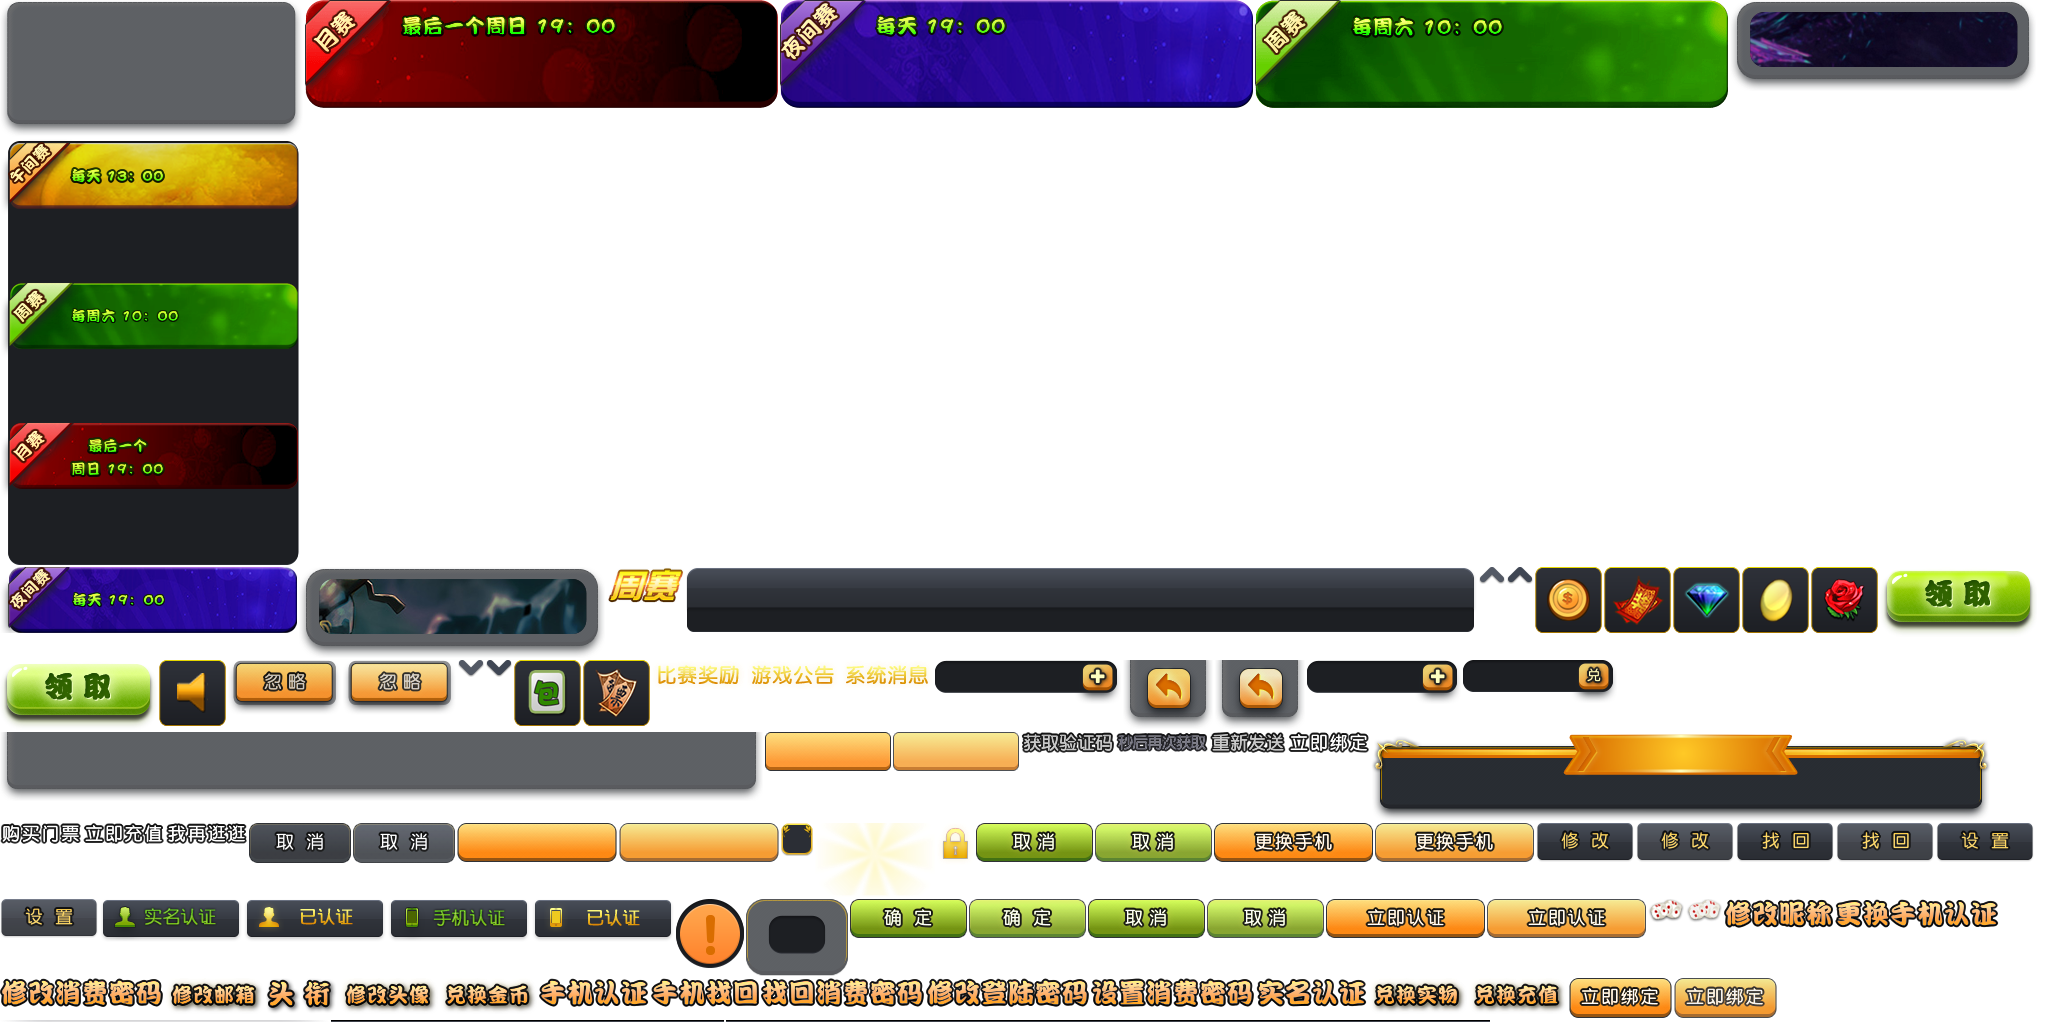 月赛
最后一个周日 19：00
夜间赛
每天 19：00
周赛
每周六 10：00
午间赛
每天 13：00
周赛
每周六 10：00
月赛
最后一个
周日 19：00
夜间赛
每天 19：00
周赛
领取
领取
忽略
忽略
比赛奖励
游戏公告
系统消息
兑
获取验证码
秒后再次获取
重新发送
立即绑定
购买门票
立即充值
我再逛逛
取 消
取 消
取 消
取 消
更换手机
更换手机
修 改
修 改
找 回
找 回
设 置
设 置
实名认证
已认证
手机认证
已认证
确 定
确 定
取 消
取 消
立即认证
立即认证
修改昵称
更换手机认证
修改消费密码
修改邮箱
头 衔
修改头像
兑换金币
手机认证
手机找回
找回消费密码
修改登陆密码
设置消费密码
实名认证
兑换实物
兑换充值
立即绑定
立即绑定